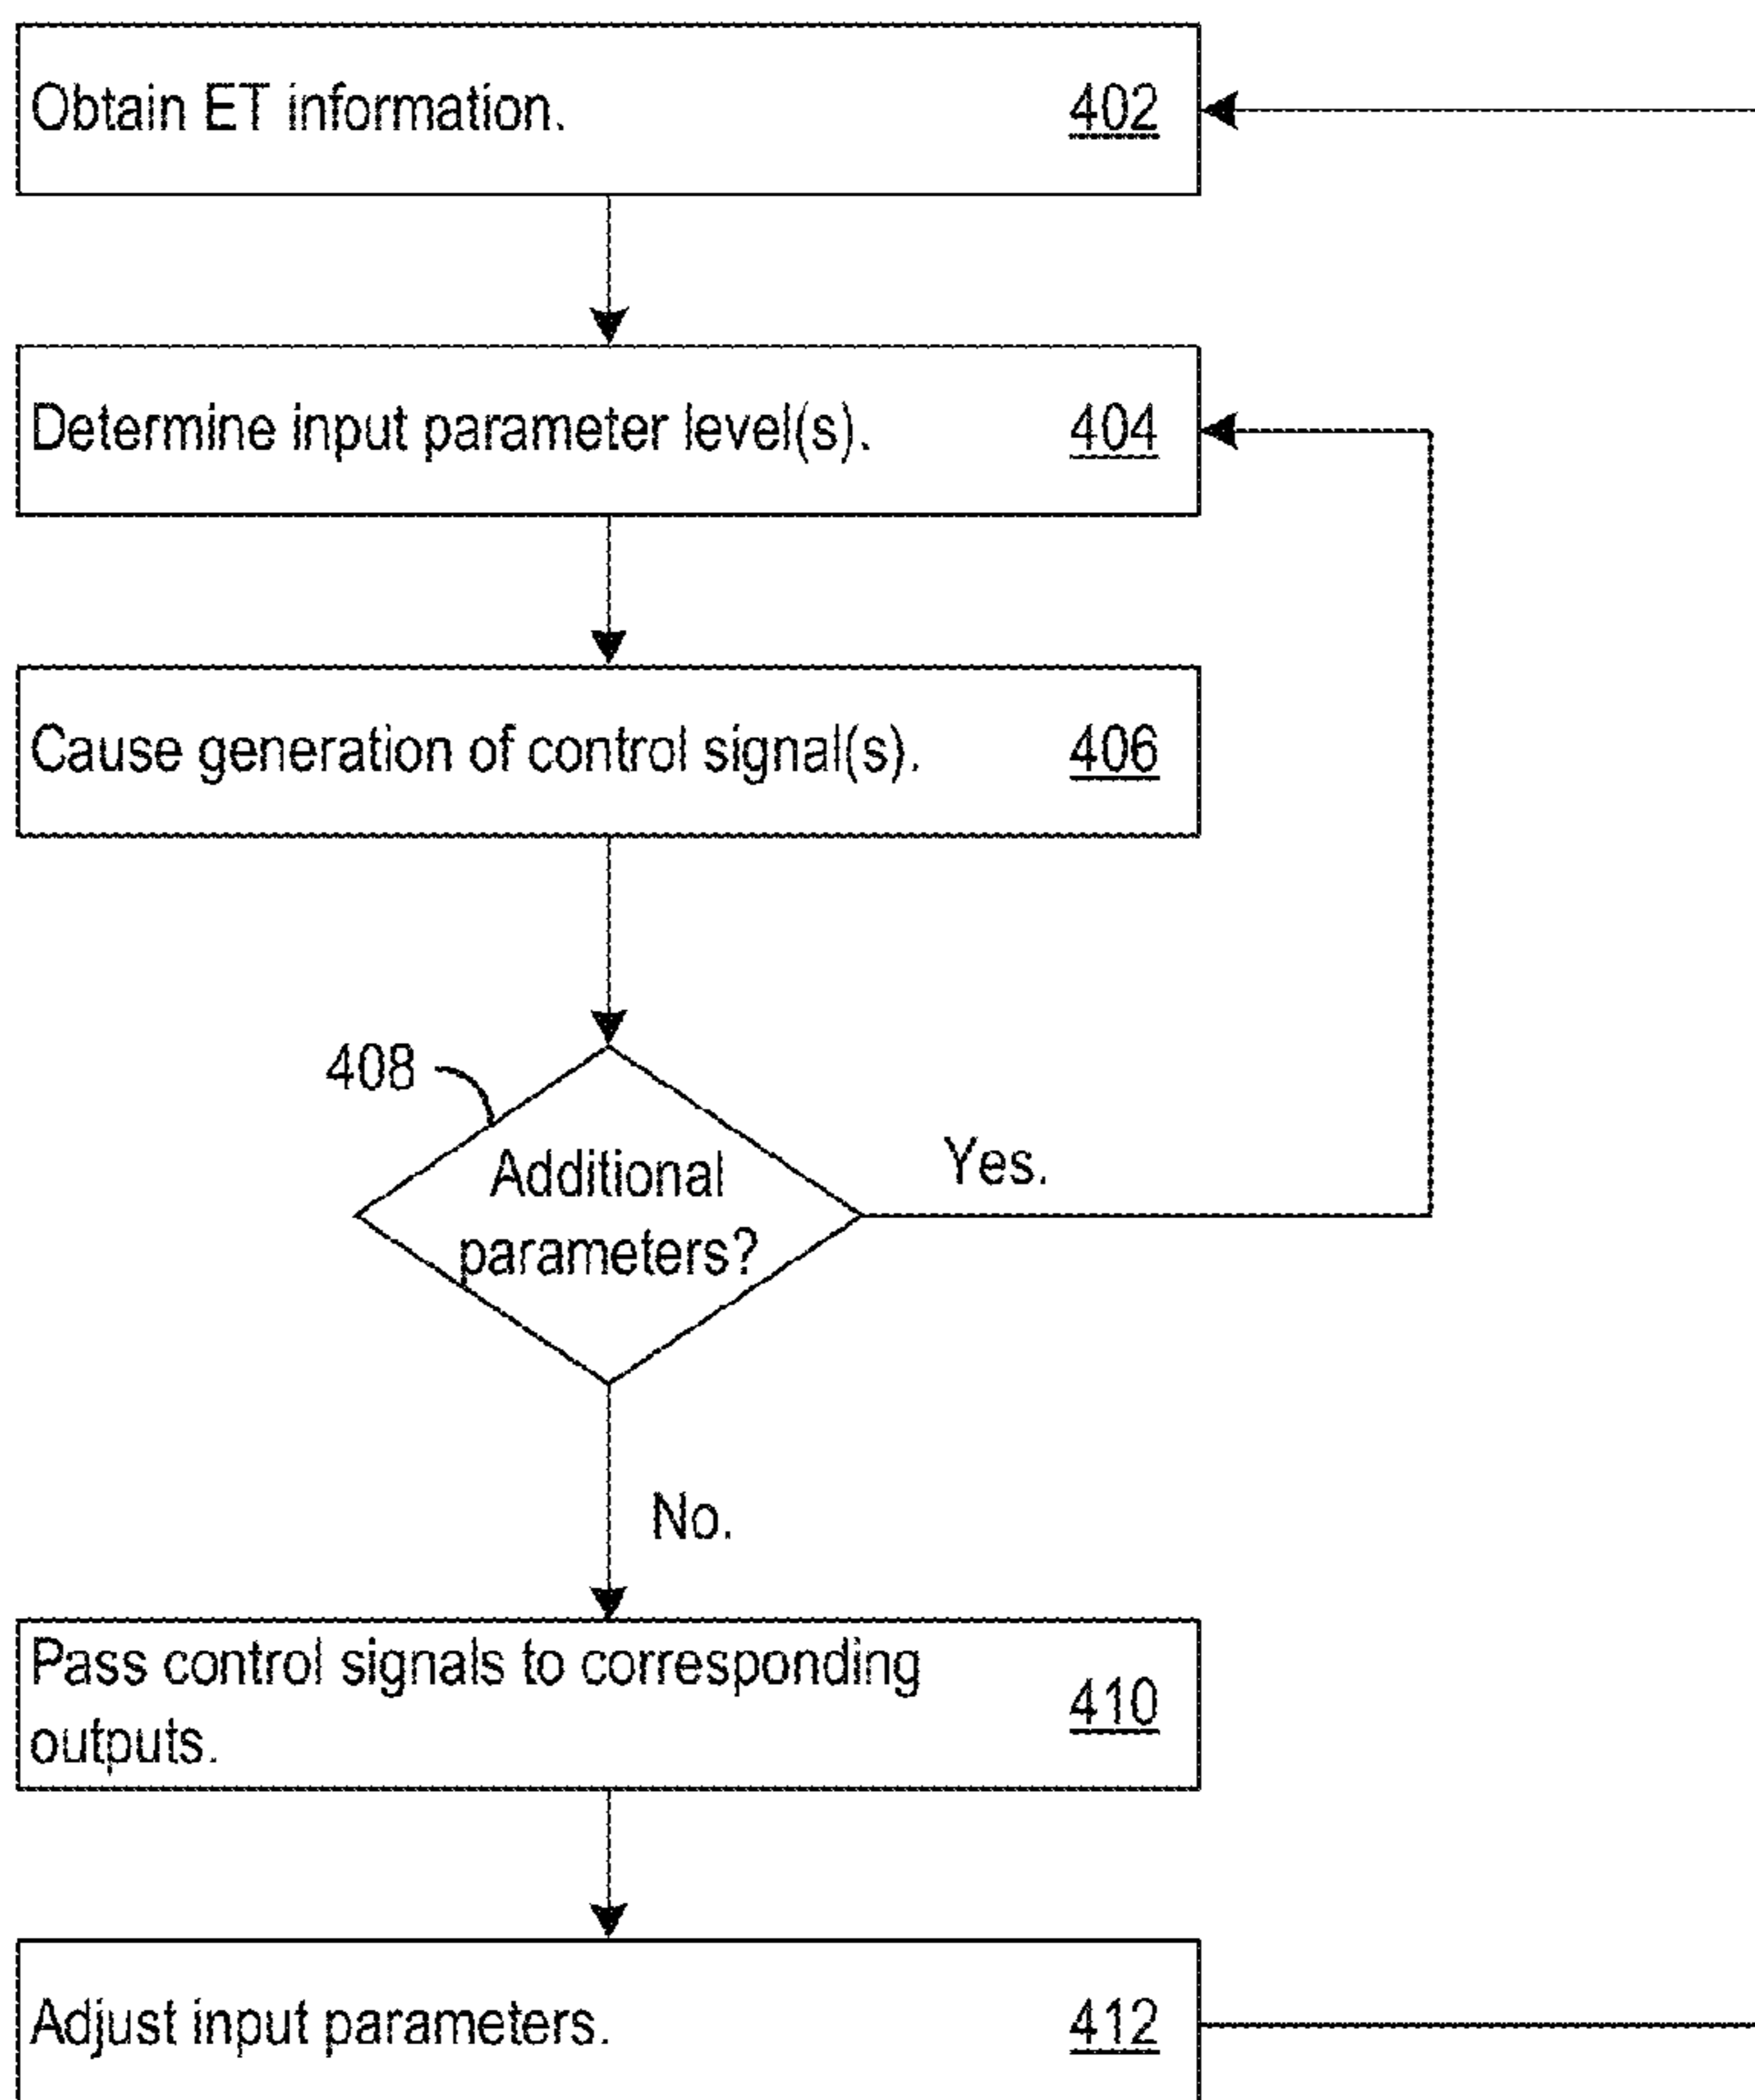 Obtain ET information. 402
Determine input parameter level(s). 404
Cause generation of control signal(s). 406
408
Additional
parameters?
Yes.
No.
Pass control signals to corresponding
outputs.
410
Adjust input parameters. 412